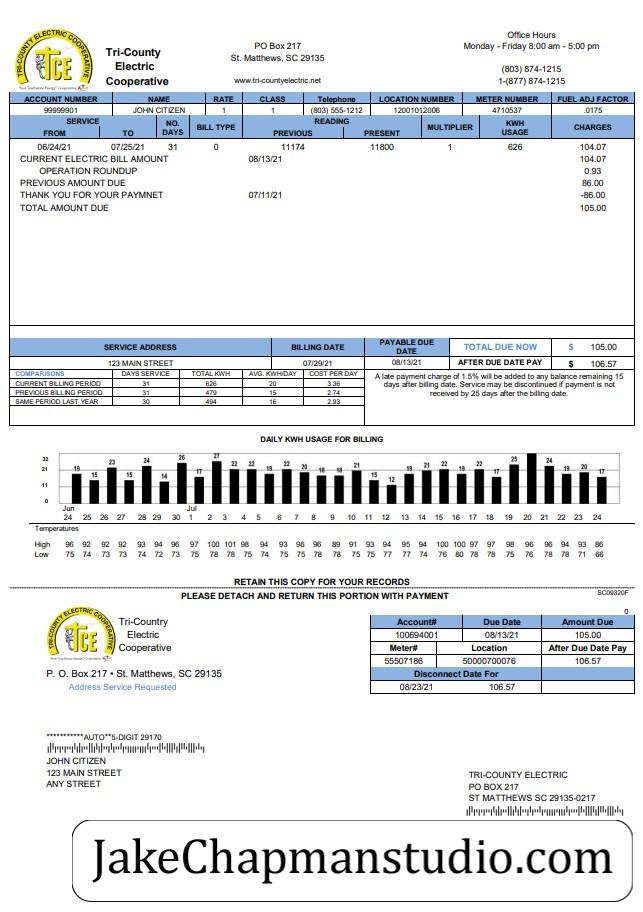 TRI-COUNTY ELECTRIC COOPERATIVE
TCE
Your Touchstone Energy Cooperative
Tri-County
Electric
Cooperative
PO Box 217
St. Matthews, SC 29135
www.tri-countyelectric.net
Office Hours
Monday - Friday 8:00 am - 5:00 pm
(803) 874-1215
1-(877) 874-1215
ACCOUNT NUMBER NAME RATE CLASS Telephone LOCATION NUMBER METER NUMBER FUEL ADJ FACTOR
99999901 JOHN CITIZEN 1 1 (803) 555-1212 12001012006 4710537 .0175
SERVICE NO. DAYS BILL TYPE READING MULTIPLIER KWH USAGE CHARGES
FROM TO PREVIOUS PRESENT
06/24/21 07/25/21 31 0 11174 11800 1 626 104.07
CURRENT ELECTRIC BILL AMOUNT 08/13/21 104.07
OPERATION ROUNDUP 0.93
PREVIOUS AMOUNT DUE 86.00
THANK YOU FOR YOUR PAYMNET 07/11/21 -86.00
TOTAL AMOUNT DUE 105.00
SERVICE ADDRESS BILLING DATE PAYABLE DUE DATE TOTAL DUE NOW $ 105.00
123 MAIN STREET 07/29/21 08/13/21 AFTER DUE DATE PAY $ 106.57
COMPARISONS DAYS SERVICE TOTAL KWH AVG. KWH/DAY COST PER DAY
CURRENT BILLING PERIOD 31 626 20 3.36
PREVIOUS BILLING PERIOD 31 479 15 2.74
SAME PERIOD LAST YEAR 30 494 16 2.93
A late payment charge of 1.5% will be added to any balance remaining 15
days after billing date. Service may be discontinued if payment is not
received by 25 days after the billing date.
DAILY KWH USAGE FOR BILLING
32
21
11
0
19 15 23 15 24 14 26 17 27 22 22 20 22 20 18 18 21 15 12 19 21 22 20 22 17 25 24 19 20 17
Jun Jul
24 25 26 27 28 29 30 1 2 3 4 5 6 7 8 9 10 11 12 13 14 15 16 17 18 19 20 21 22 23 24
Temperatures
High 96 92 92 92 93 94 96 97 100 101 98 94 93 96 96 89 91 93 94 95 94 100 100 97 97 98 96 96 94 93 86
Low 75 74 73 73 74 72 73 75 78 78 75 74 75 76 78 78 75 75 77 77 74 76 80 78 78 75 76 78 78 71 66
RETAIN THIS COPY FOR YOUR RECORDS
PLEASE DETACH AND RETURN THIS PORTION WITH PAYMENT
SC09320F
0
TRI-COUNTY ELECTRIC COOPERATIVE
TCE
Your Touchstone Energy Cooperative
Tri-Countty
Electric
Cooperative
P. O. Box 217 • St. Matthews, SC 29135
Address Service Requested
Account# Due Date Amount Due
100694001 08/13/21 105.00
Meter# Location After Due Date Pay
55507186 50000700076 106.57
Disconnect Date For
08/23/21 106.57
***********AUTO**5-DIGIT 29170
JOHN CITIZEN
123 MAIN STREET
ANY STREET
TRI-COUNTY ELECTRIC
PO BOX 217
ST MATTHEWS SC 29135-0217
JakeChapmanstudio.com